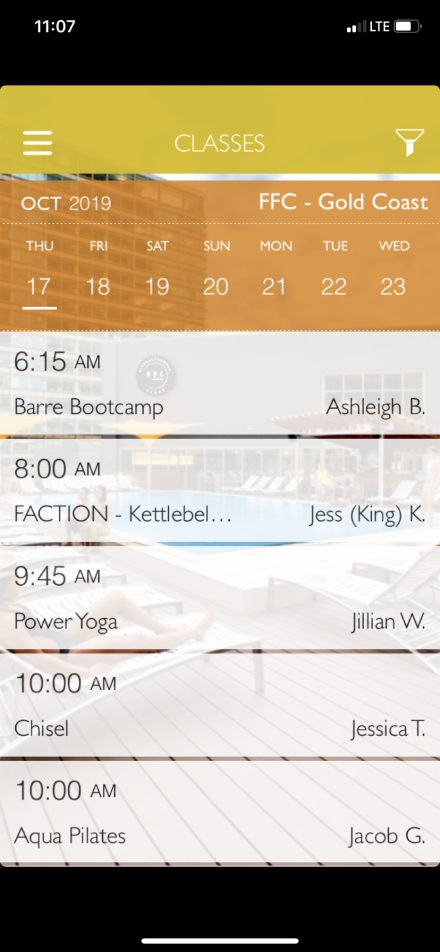 11:07 LTE
CLASSES
OCT 2019 FFC - Gold Coast
THU FRI SAT SUN MON TUE WED
17 18 19 20 21 22 23
6:15 AM
FFC
Barre Bootcamp Ashleigh B.
8:00 AM
FACTION - Kettlebel... Jess (King) K.
9:45 AM
Power Yoga Jillian W.
10:00 AM
Chisel Jessica T.
10:00 AM
Aqua Pilates Jacob G.